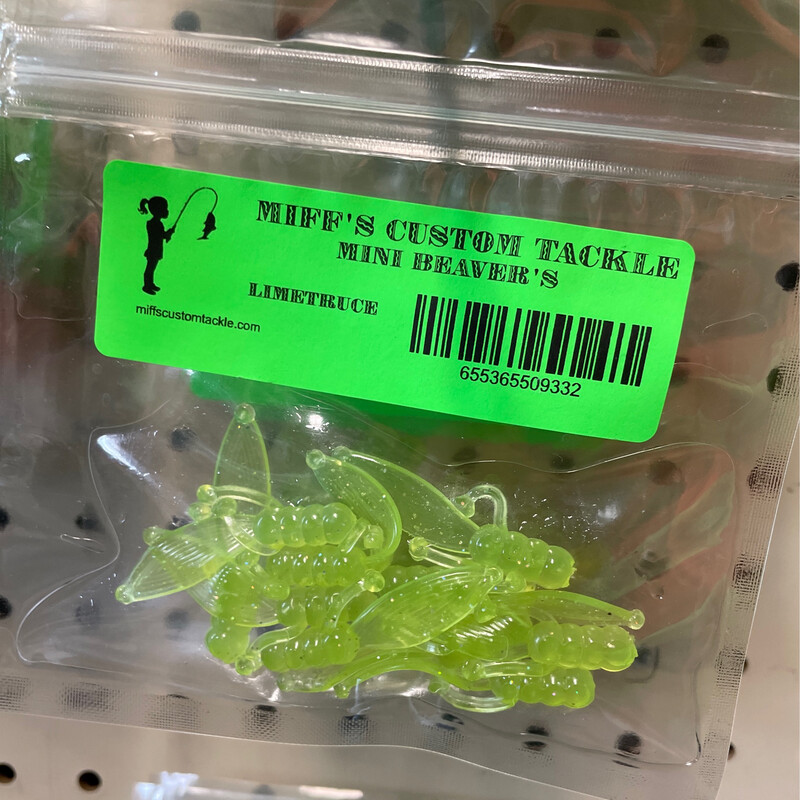 MIFF'S CUSTOM TACKLE
MINI BEAVER'S
LIMETRUCE
miffscustomtackle.com
655365509332